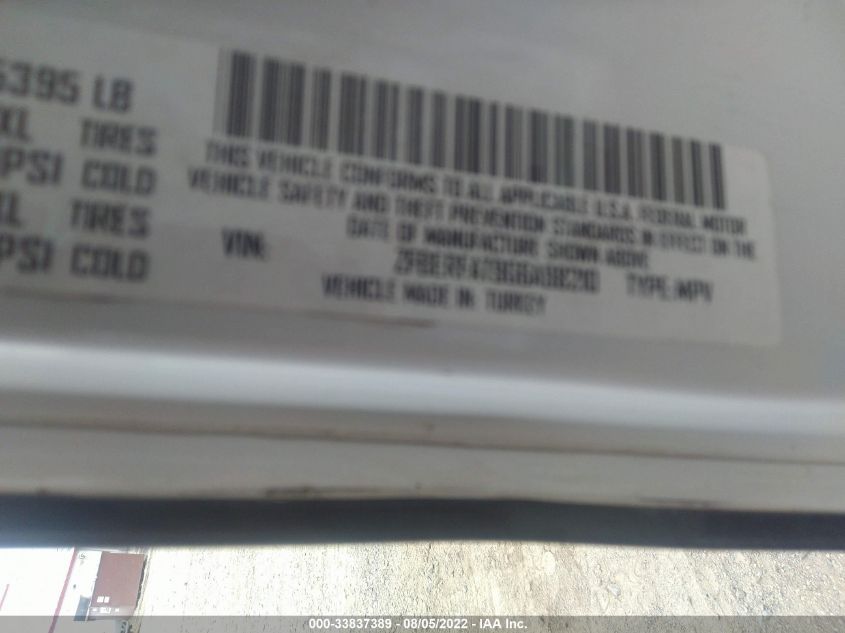 5395 LB
XL TIRES
PSI COLD
XL TIRES
PSI COLD
THIS VEHICLE CONFORMS TO ALL APPLICABLE U.S.A. FEDERAL MOTOR
VEHICLE SAFETY AND THEFT PREVENTION STANDARDS IN EFFECT ON THE
DATE OF MANUFACTURE SHOWN ABOVE
VIN: TYPE: MPV
VEHICLE MADE IN: TURKEY
000-33837389 - 08/05/2022 - IAA Inc.